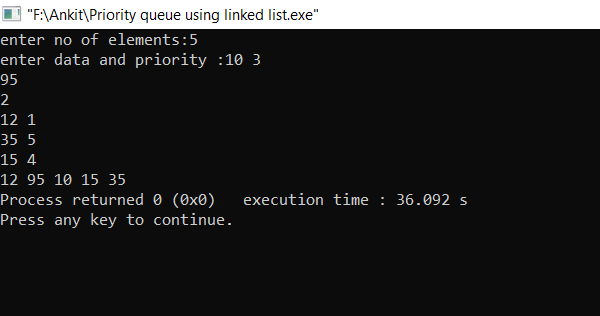 "F:\Ankit\Priority queue using linked list.exe"
enter no of elements:5
enter data and priority :10 3
95
2
12 1
35 5
15 4
12 95 10 15 35
Process returned 0 (0x0)   execution time : 36.092 s
Press any key to continue.